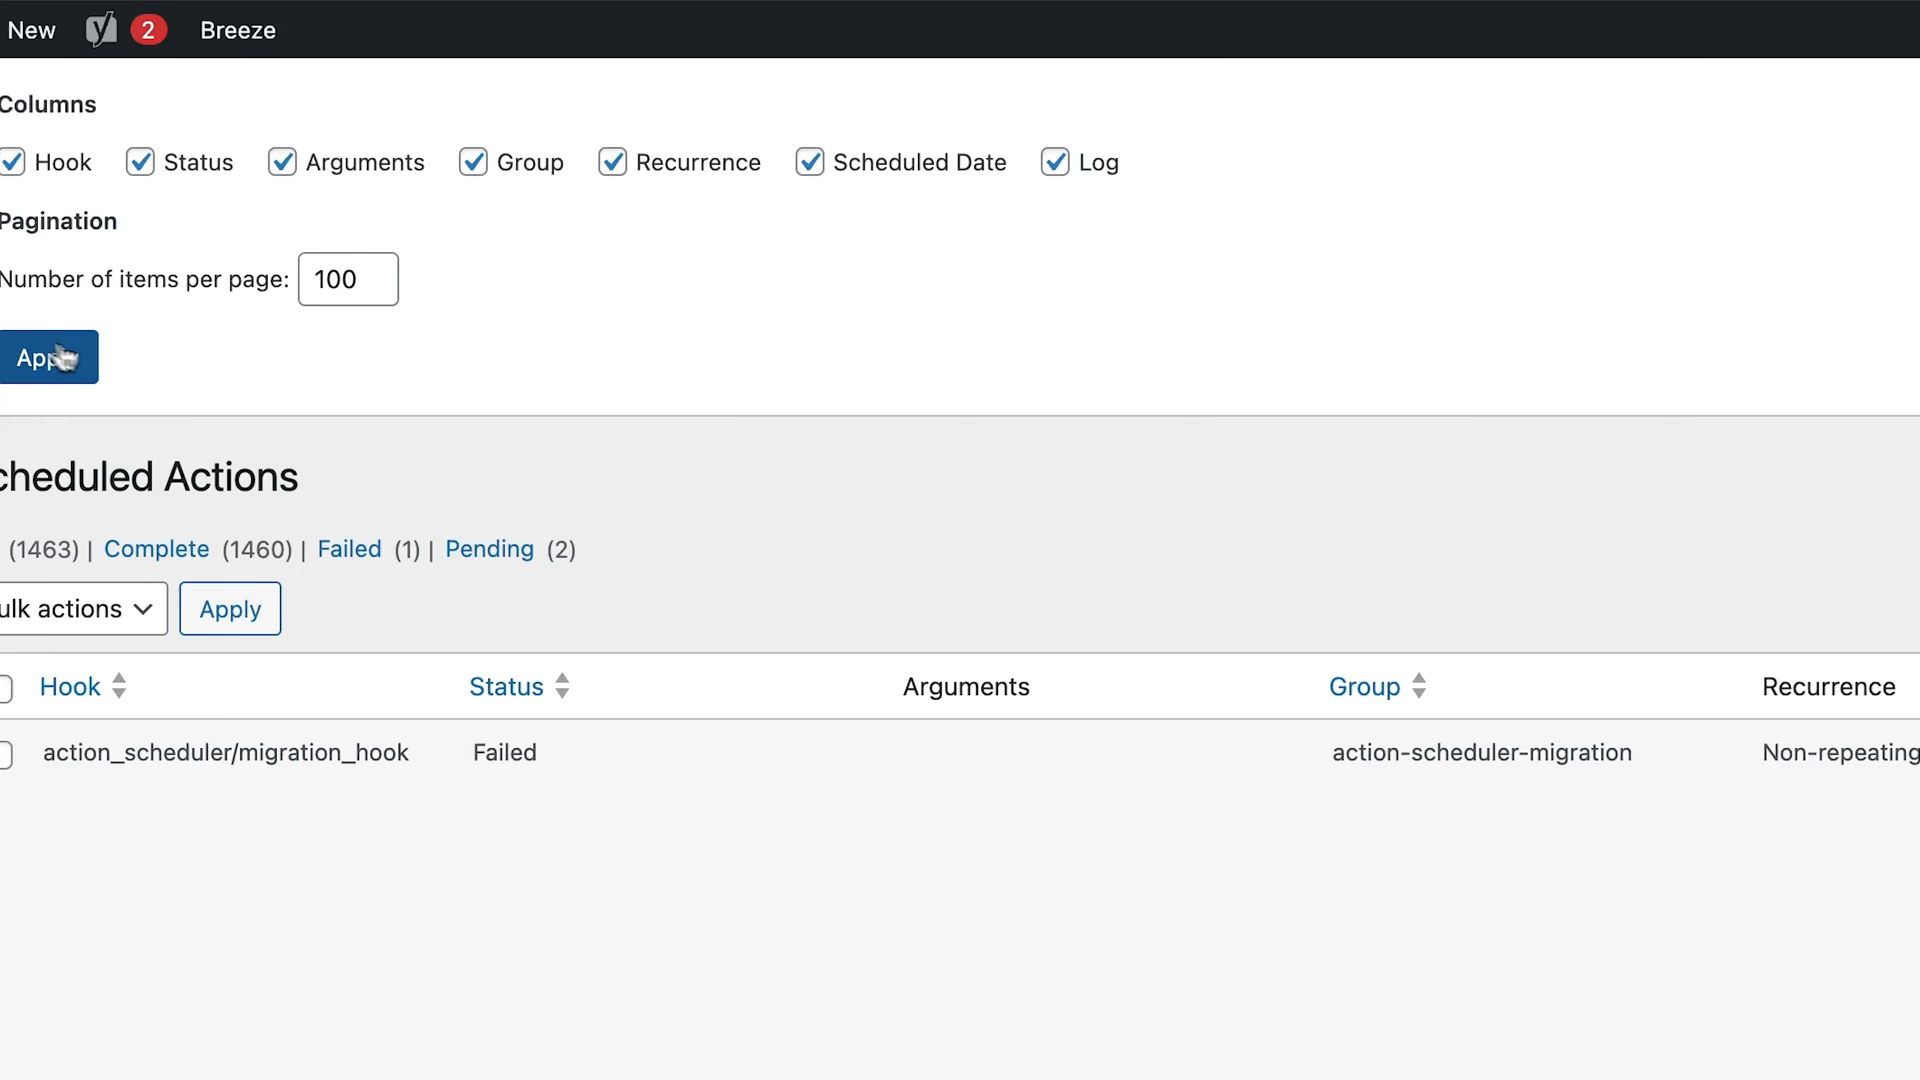 New 2 Breeze
Columns
Hook Status Arguments Group Recurrence Scheduled Date Log
Pagination
Number of items per page: 100
App
cheduled Actions
(1463) | Complete (1460) | Failed (1) | Pending (2)
ulk actions Apply
Hook Status Arguments Group Recurrence
action_scheduler/migration_hook Failed action-scheduler-migration Non-repeating